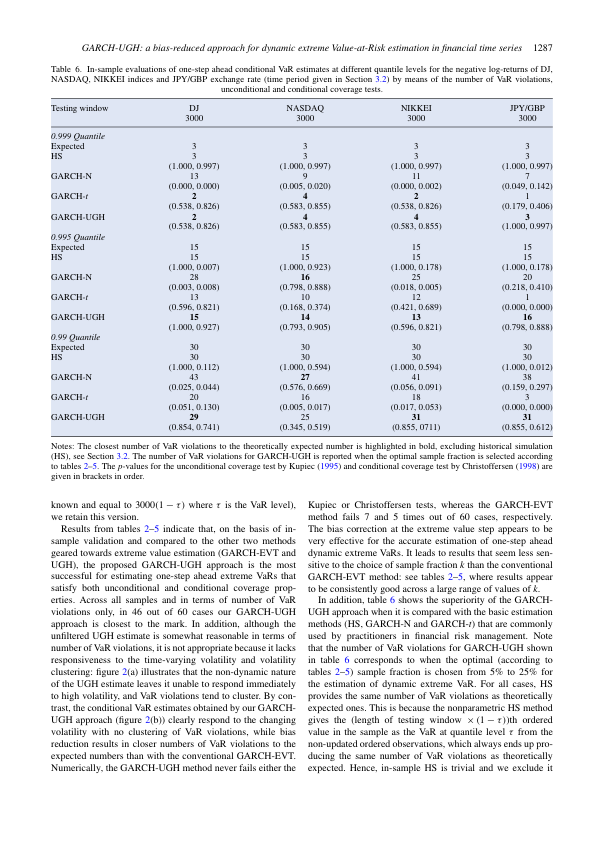 GARCH-UGH: a bias-reduced approach for dynamic extreme Value-at-Risk estimation in financial time series 1287
Table 6. In-sample evaluations of one-step ahead conditional VaR estimates at different quantile levels for the negative log-returns of DJ,
NASDAQ, NIKKEI indices and JPY/GBP exchange rate (time period given in Section 3.2) by means of the number of VaR violations,
unconditional and conditional coverage tests.
Testing window DJ NASDAQ NIKKEI JPY/GBP
3000 3000 3000 3000
0.999 Quantile
Expected 3 3 3 3
HS 3 3 3 3
(1.000, 0.997) (1.000, 0.997) (1.000, 0.997) (1.000, 0.997)
GARCH-N 13 9 11 7
(0.000, 0.000) (0.005, 0.020) (0.000, 0.002) (0.049, 0.142)
GARCH-t 2 4 2 1
(0.538, 0.826) (0.583, 0.855) (0.538, 0.826) (0.179, 0.406)
GARCH-UGH 2 4 4 3
(0.538, 0.826) (0.583, 0.855) (0.583, 0.855) (1.000, 0.997)
0.995 Quantile
Expected 15 15 15 15
HS 15 15 15 15
(1.000, 0.007) (1.000, 0.923) (1.000, 0.178) (1.000, 0.178)
GARCH-N 28 16 25 20
(0.003, 0.008) (0.798, 0.888) (0.018, 0.005) (0.218, 0.410)
GARCH-t 13 10 12 1
(0.596, 0.821) (0.168, 0.374) (0.421, 0.689) (0.000, 0.000)
GARCH-UGH 15 14 13 16
(1.000, 0.927) (0.793, 0.905) (0.596, 0.821) (0.798, 0.888)
0.99 Quantile
Expected 30 30 30 30
HS 30 30 30 30
(1.000, 0.112) (1.000, 0.594) (1.000, 0.594) (1.000, 0.012)
GARCH-N 43 27 41 38
(0.025, 0.044) (0.576, 0.669) (0.056, 0.091) (0.159, 0.297)
GARCH-t 20 16 18 3
(0.051, 0.130) (0.005, 0.017) (0.017, 0.053) (0.000, 0.000)
GARCH-UGH 29 25 31 31
(0.854, 0.741) (0.345, 0.519) (0.855, 0711) (0.855, 0.612)
Notes: The closest number of VaR violations to the theoretically expected number is highlighted in bold, excluding historical simulation
(HS), see Section 3.2. The number of VaR violations for GARCH-UGH is reported when the optimal sample fraction is selected according
to tables 2–5. The p-values for the unconditional coverage test by Kupiec (1995) and conditional coverage test by Christoffersen (1998) are
given in brackets in order.
known and equal to 3000(1 − τ) where τ is the VaR level),
we retain this version.
Results from tables 2–5 indicate that, on the basis of in-
sample validation and compared to the other two methods
geared towards extreme value estimation (GARCH-EVT and
UGH), the proposed GARCH-UGH approach is the most
successful for estimating one-step ahead extreme VaRs that
satisfy both unconditional and conditional coverage prop-
erties. Across all samples and in terms of number of VaR
violations only, in 46 out of 60 cases our GARCH-UGH
approach is closest to the mark. In addition, although the
unfiltered UGH estimate is somewhat reasonable in terms of
number of VaR violations, it is not appropriate because it lacks
responsiveness to the time-varying volatility and volatility
clustering: figure 2(a) illustrates that the non-dynamic nature
of the UGH estimate leaves it unable to respond immediately
to high volatility, and VaR violations tend to cluster. By con-
trast, the conditional VaR estimates obtained by our GARCH-
UGH approach (figure 2(b)) clearly respond to the changing
volatility with no clustering of VaR violations, while bias
reduction results in closer numbers of VaR violations to the
expected numbers than with the conventional GARCH-EVT.
Numerically, the GARCH-UGH method never fails either the
Kupiec or Christoffersen tests, whereas the GARCH-EVT
method fails 7 and 5 times out of 60 cases, respectively.
The bias correction at the extreme value step appears to be
very effective for the accurate estimation of one-step ahead
dynamic extreme VaRs. It leads to results that seem less sen-
sitive to the choice of sample fraction k than the conventional
GARCH-EVT method: see tables 2–5, where results appear
to be consistently good across a large range of values of k.
In addition, table 6 shows the superiority of the GARCH-
UGH approach when it is compared with the basic estimation
methods (HS, GARCH-N and GARCH-t) that are commonly
used by practitioners in financial risk management. Note
that the number of VaR violations for GARCH-UGH shown
in table 6 corresponds to when the optimal (according to
tables 2–5) sample fraction is chosen from 5% to 25% for
the estimation of dynamic extreme VaR. For all cases, HS
provides the same number of VaR violations as theoretically
expected ones. This is because the nonparametric HS method
gives the (length of testing window × (1 − τ))th ordered
value in the sample as the VaR at quantile level τ from the
non-updated ordered observations, which always ends up pro-
ducing the same number of VaR violations as theoretically
expected. Hence, in-sample HS is trivial and we exclude it